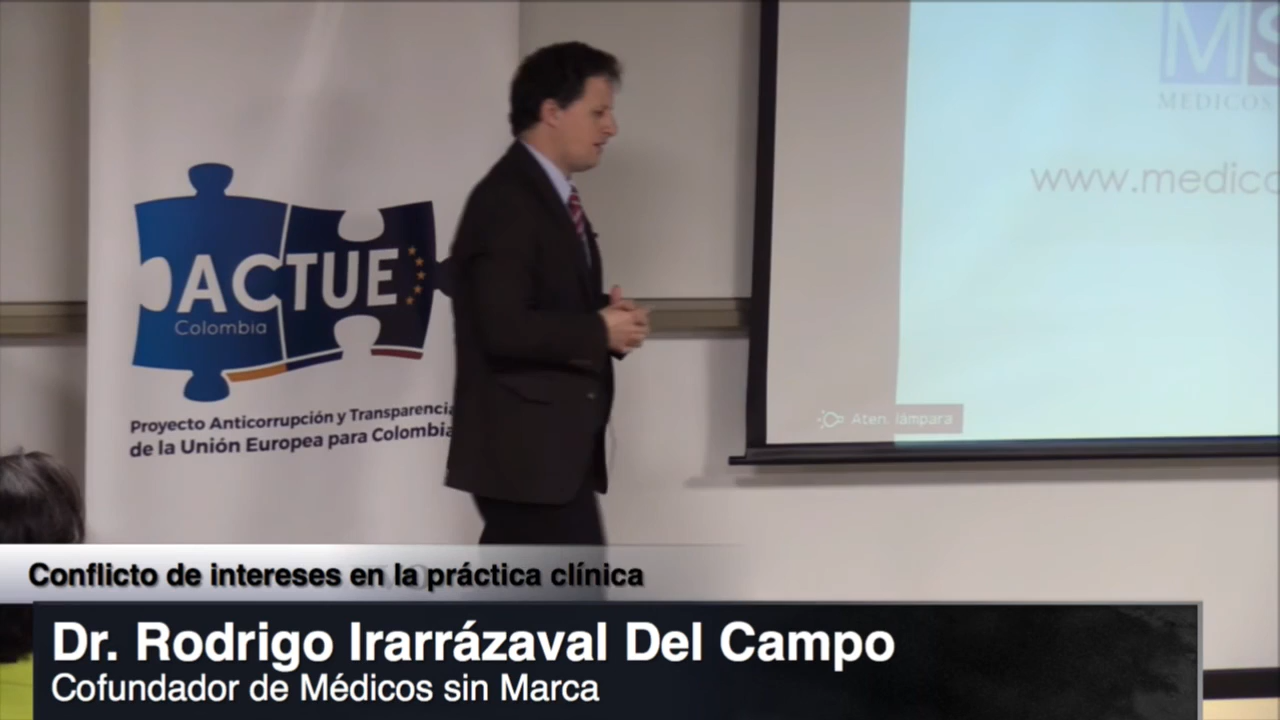 MS
MEDICOS
www.medico
ACTUE
Colombia
Proyecto Anticorrupción y Transparencia
de la Unión Europea para Colombia
Aten. lámpara
Conflicto de intereses en la práctica clínica
Dr. Rodrigo Irarrázaval Del Campo
Cofundador de Médicos sin Marca